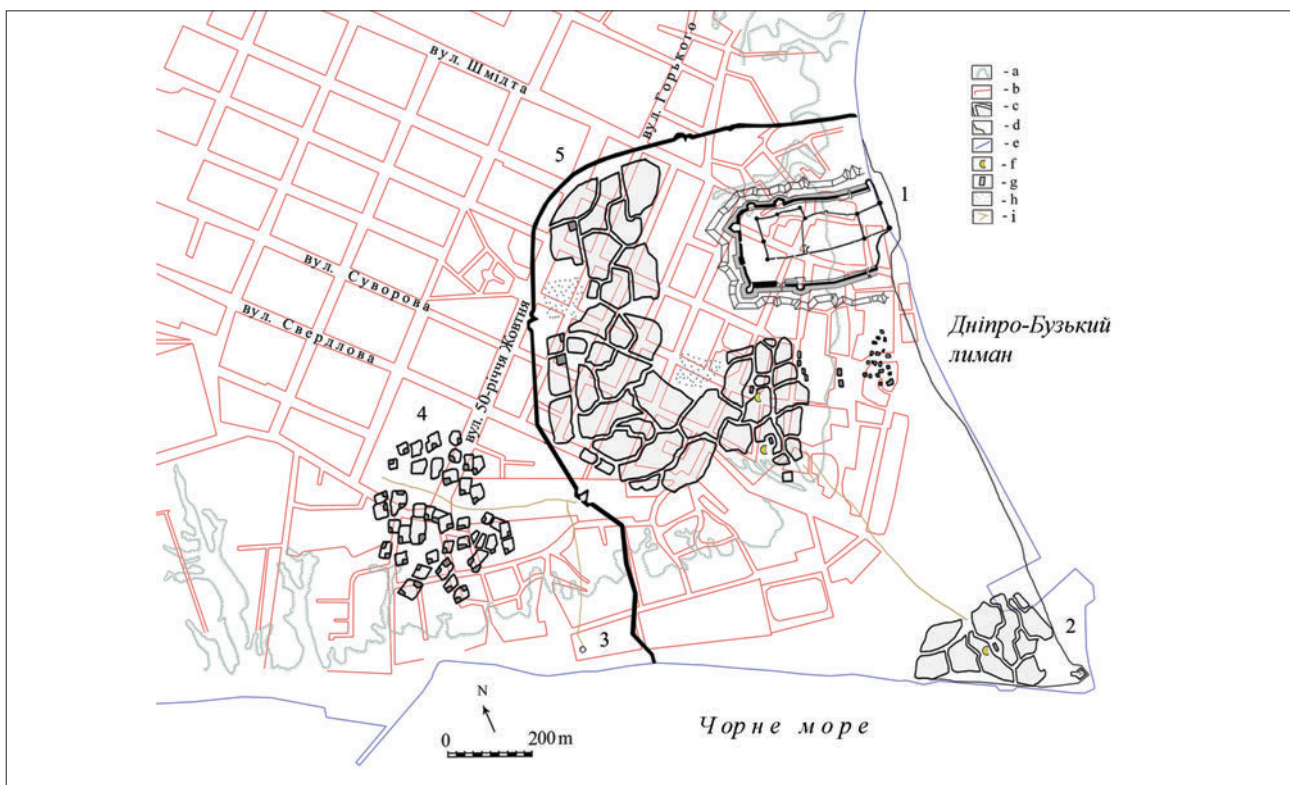 вул. Шмідта
вул. Горького
- a
- b
- c
- d
- e
- f
- g
- h
- i
5
1
вул. Суворова
вул. Свердлова
вул. 50-річчя Жовтня
Дніпро-Бузький
лиман
4
2
3
N
0 200 m
Чорне море